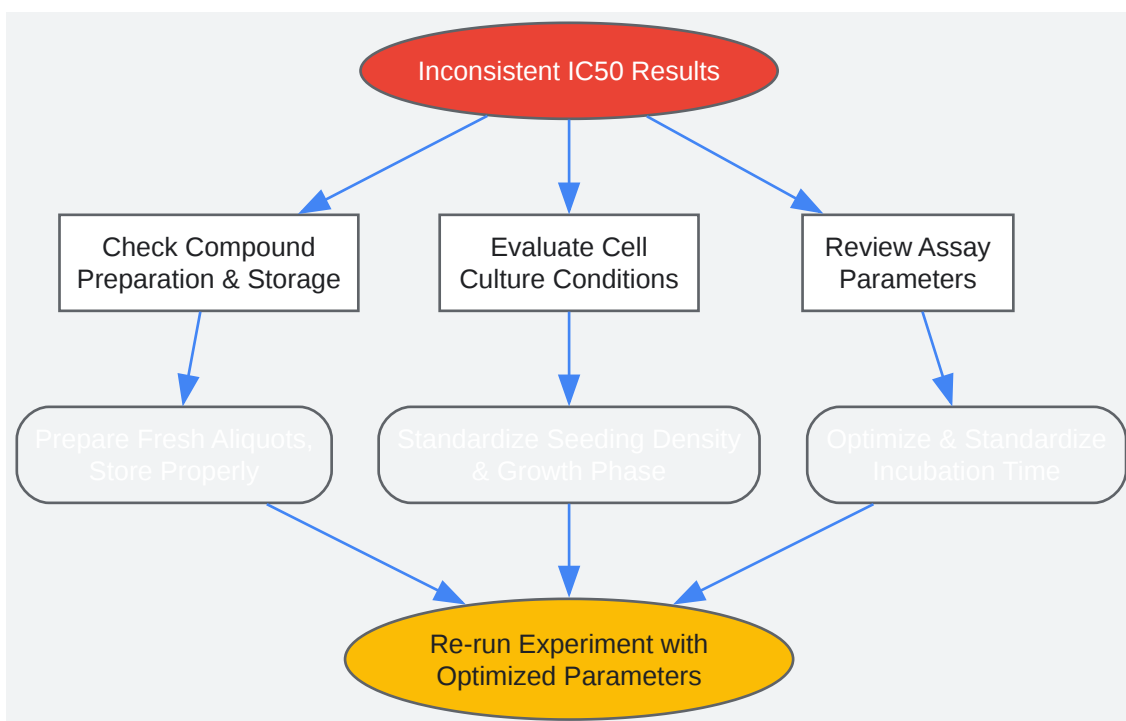 Inconsistent IC50 Results
Check Compound
Preparation & Storage
Evaluate Cell
Culture Conditions
Review Assay
Parameters
Prepare Fresh Aliquots,
Store Properly
Standardize Seeding Density
& Growth Phase
Optimize & Standardize
Incubation Time
Re-run Experiment with
Optimized Parameters